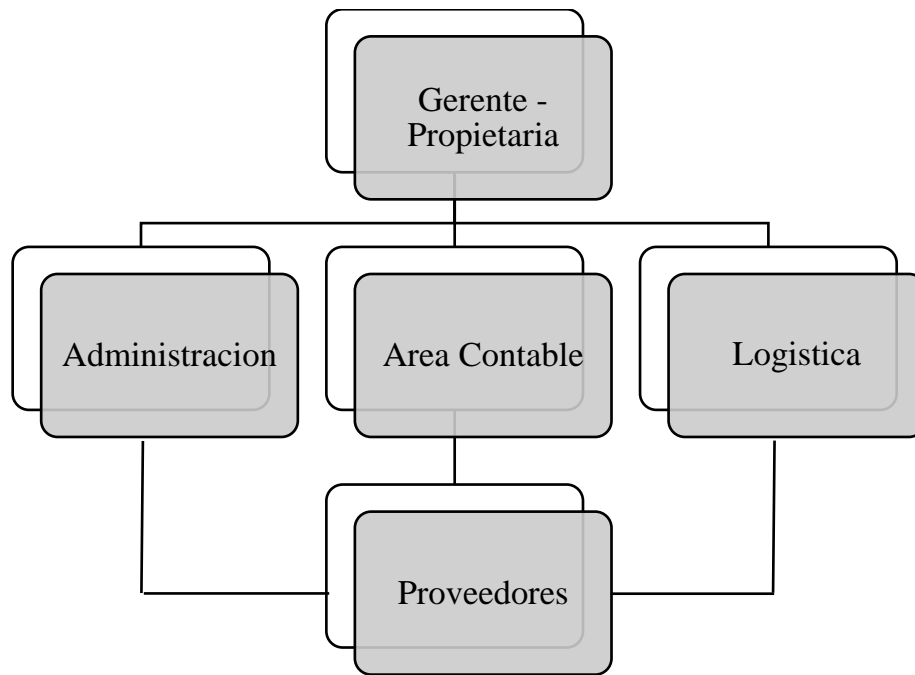 Gerente -
Propietaria
Administracion
Area Contable
Logistica
Proveedores